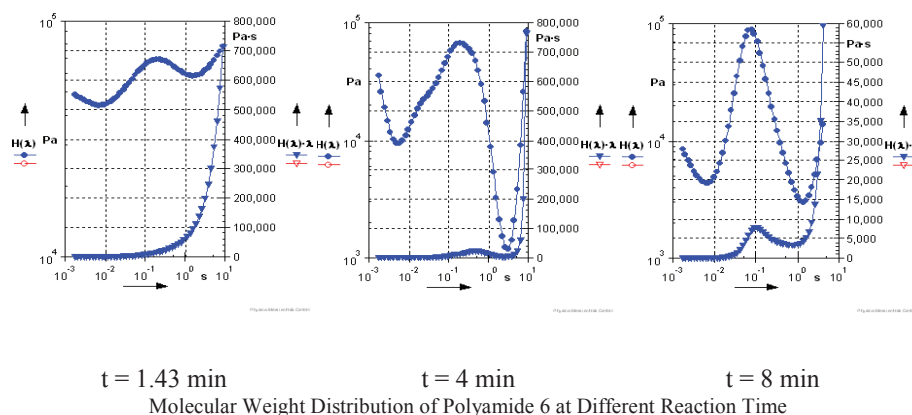 10^5
800,000
Pa·s
700,000
600,000
500,000
400,000
300,000
200,000
100,000
0
Pa
H(λ)
H(λ)·λ
10^4
10^-3 10^-2 10^-1 10^0 s 10^1
10^5
800,000
Pa·s
700,000
600,000
500,000
400,000
300,000
200,000
100,000
0
Pa
10^4
H(λ)
H(λ)·λ
10^3
10^-3 10^-2 10^-1 10^0 s 10^1
10^5
60,000
Pa·s
55,000
50,000
45,000
40,000
35,000
30,000
25,000
20,000
15,000
10,000
5,000
0
Pa
10^4
H(λ)
H(λ)·
10^3
10^-3 10^-2 10^-1 10^0 s 10^1
t = 1.43 min
t = 4 min
t = 8 min
Molecular Weight Distribution of Polyamide 6 at Different Reaction Time